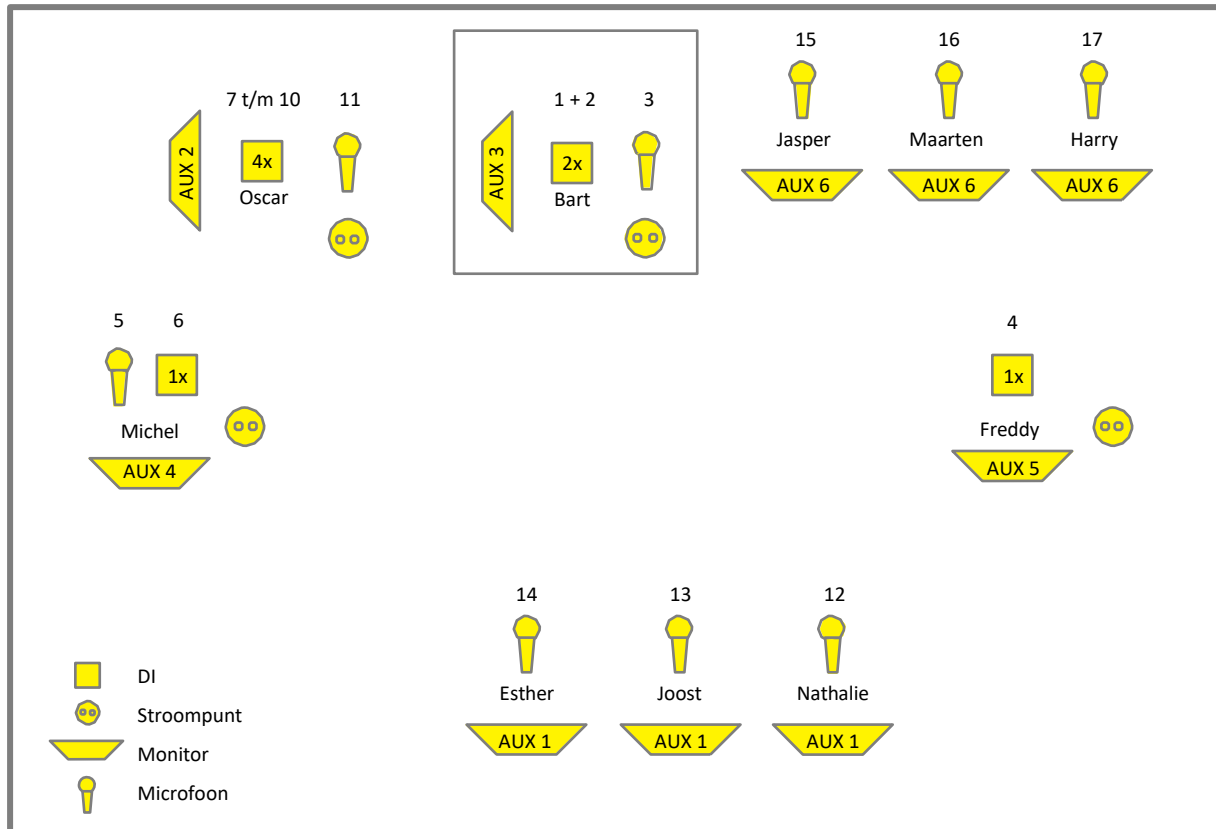 15 16 17
7 t/m 10 11 1 + 2 3
AUX 2 4x AUX 3 2x
Jasper Maarten Harry
Oscar Bart
AUX 6 AUX 6 AUX 6
5 6 4
1x 1x
Michel Freddy
AUX 4 AUX 5
14 13 12
Esther Joost Nathalie
AUX 1 AUX 1 AUX 1
DI
Stroompunt
Monitor
Microfoon